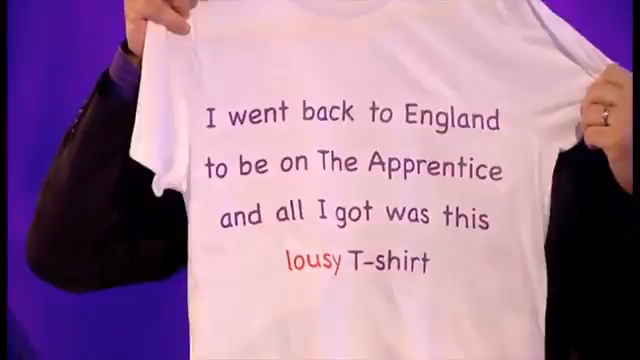 I went back to England
to be on The Apprentice
and all I got was this
lousy T-shirt